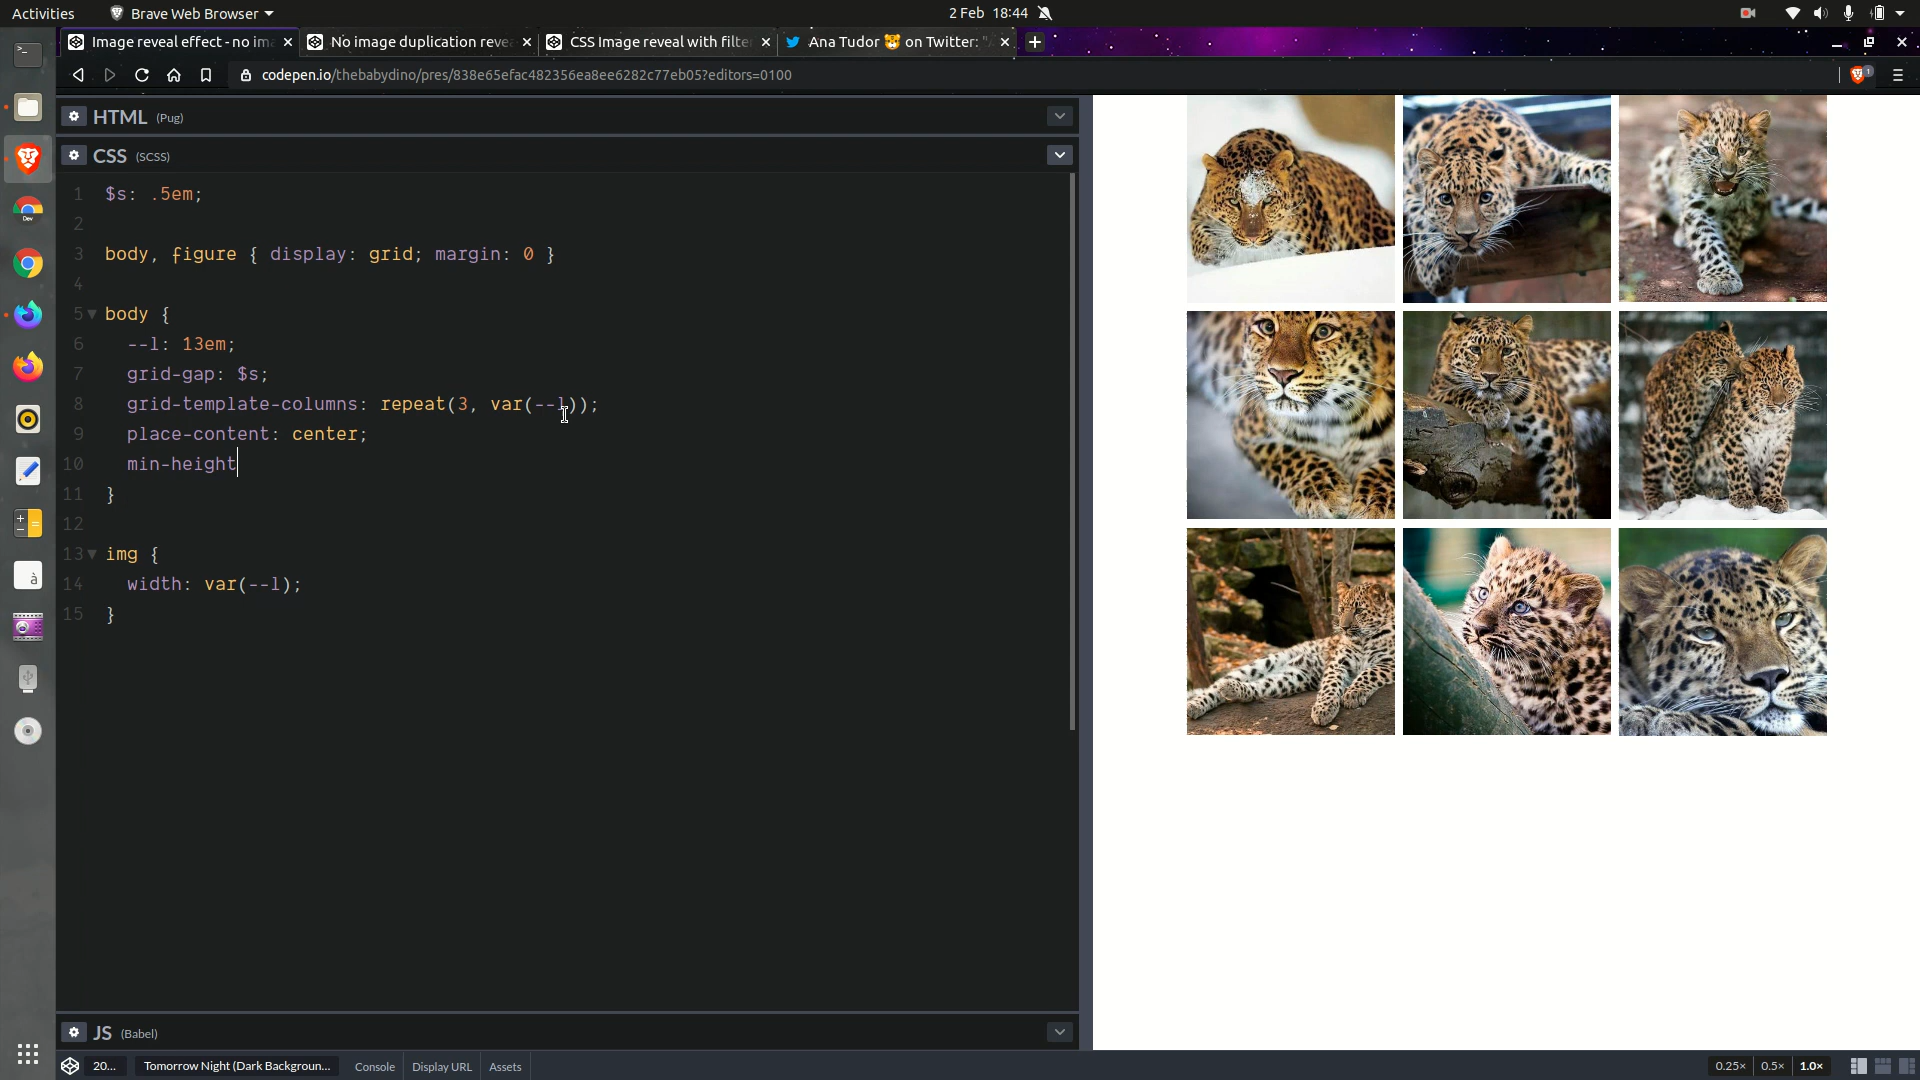 Activities
Brave Web Browser
2 Feb 18:44
Image reveal effect - no im
No image duplication reve
CSS Image reveal with filte
Ana Tudor 🐯 on Twitter: "
codepen.io/thebabydino/pres/838e65efac482356ea8ee6282c77eb05?editors=0100
1
HTML (Pug)
CSS (SCSS)
1 $s: .5em;
2
3 body, figure { display: grid; margin: 0 }
4
5 body {
6 --l: 13em;
7 grid-gap: $s;
8 grid-template-columns: repeat(3, var(--l));
9 place-content: center;
10 min-height
11 }
12
13 img {
14 width: var(--l);
15 }
Dev
à
JS (Babel)
20...
Tomorrow Night (Dark Backgroun...
Console
Display URL
Assets
0.25×
0.5×
1.0×